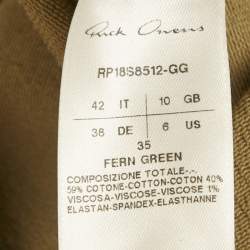 Rick Owens
RP18S8512-GG
42 IT 10 GB
38 DE 6 US
35
FERN GREEN
COMPOSIZIONE TOTALE-.-
59% COTONE-COTTON-COTON 40%
VISCOSA-VISCOSE-VISCOSE 1%
ELASTAN-SPANDEX-ELASTHANNE